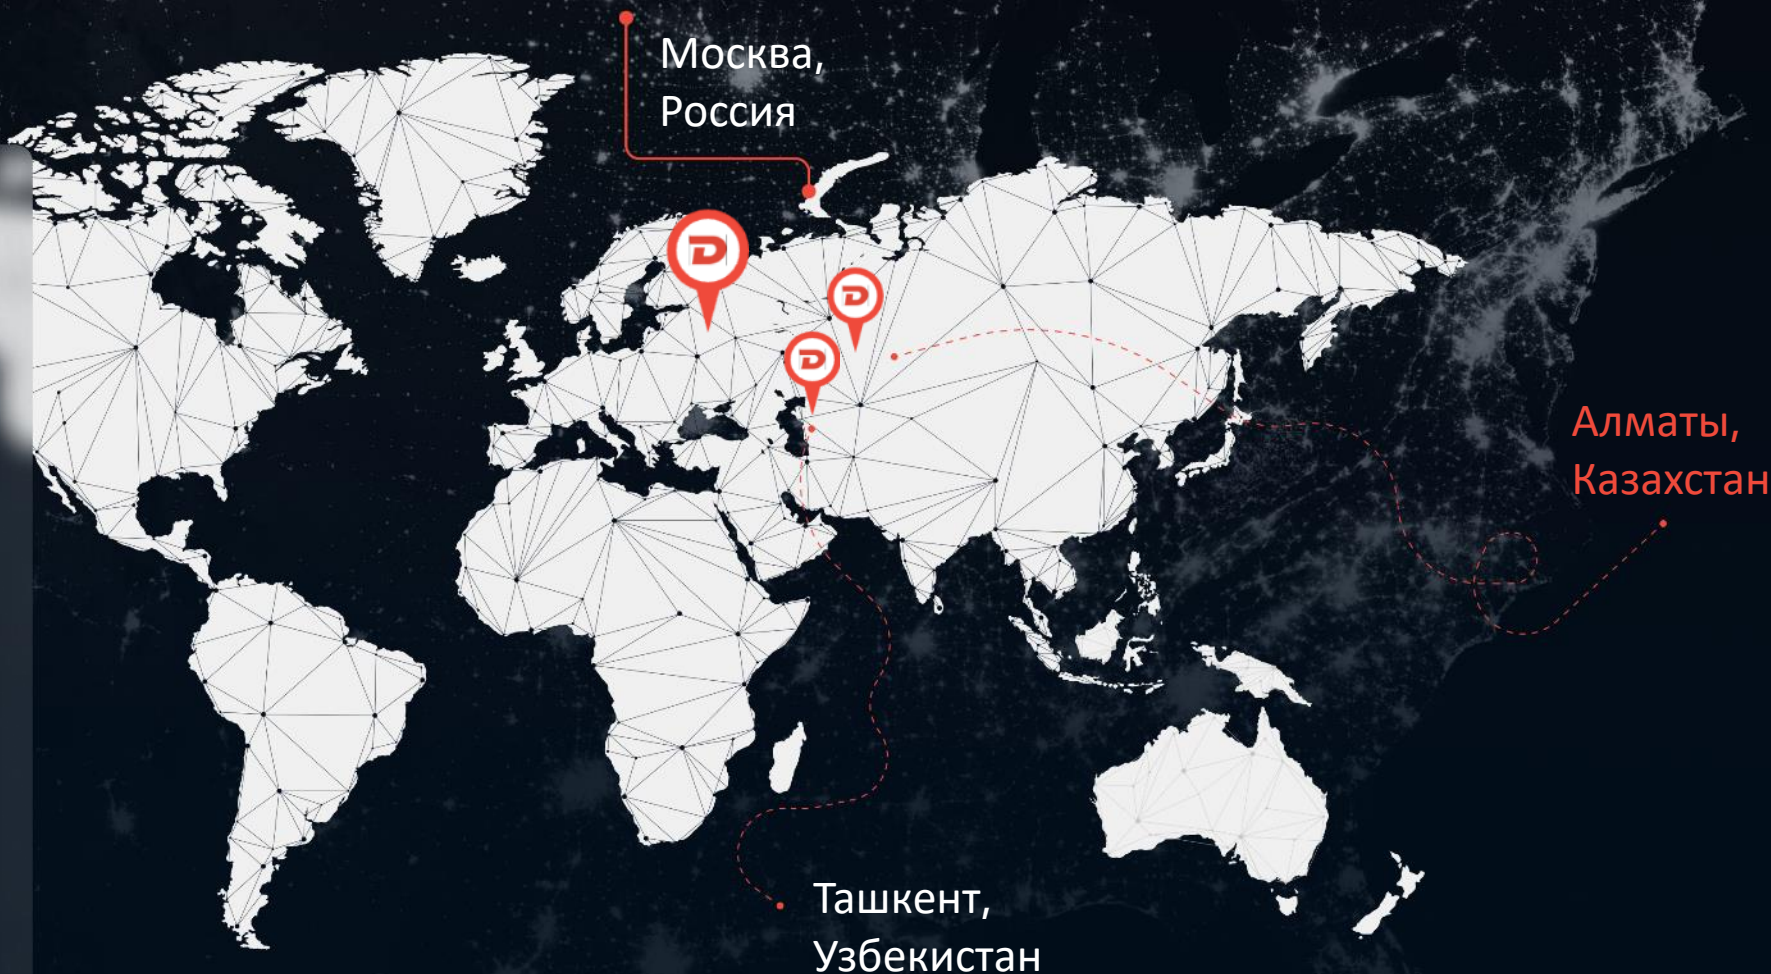 Москва,
Россия
D
D
D
Алматы,
Казахстан
Ташкент,
Узбекистан